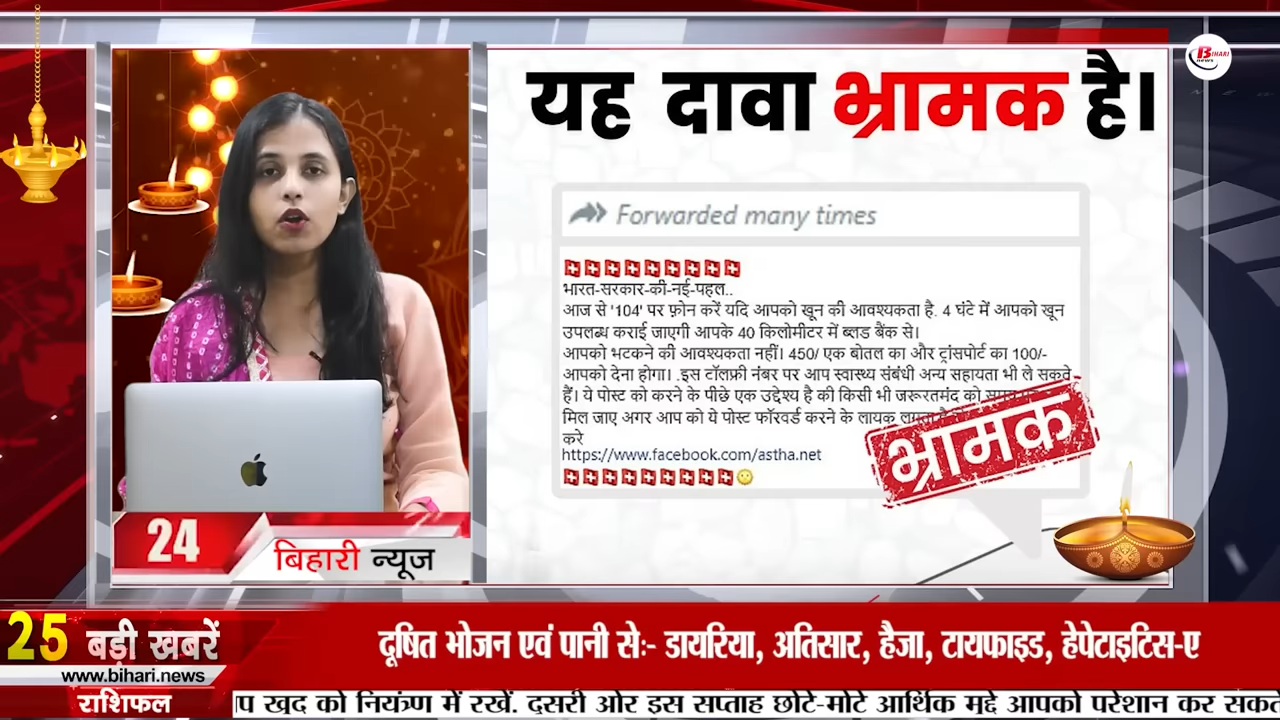 BIHARI
news
यह दावा भ्रामक है।
Forwarded many times
भारत-सरकार-की-नई-पहल..
आज से '104' पर फ़ोन करें यदि आपको खून की आवश्यकता है. 4 घंटे में आपको खून
उपलब्ध कराई जाएगी आपके 40 किलोमीटर में ब्लड बैंक से।
आपको भटकने की आवश्यकता नहीं। 450/ एक बोतल का और ट्रांसपोर्ट का 100/-
आपको देना होगा। .इस टॉलफ्री नंबर पर आप स्वास्थ्य संबंधी अन्य सहायता भी ले सकते
हैं। ये पोस्ट को करने के पीछे एक उद्देश्य है की किसी भी जरूरतमंद को
मिल जाए अगर आप को ये पोस्ट फॉरवर्ड करने के लायक
करे
https://www.facebook.com/astha.net
भ्रामक
24
बिहारी न्यूज
25 बड़ी खबरें
www.bihari.news
दूषित भोजन एवं पानी सेः- डायरिया, अतिसार, हैजा, टायफाइड, हेपेटाइटिस-ए
राशिफल
खुद को नियंत्रण में रखें. दूसरी ओर इस सप्ताह छोटे-मोटे आर्थिक मुद्दे आपको परेशान कर